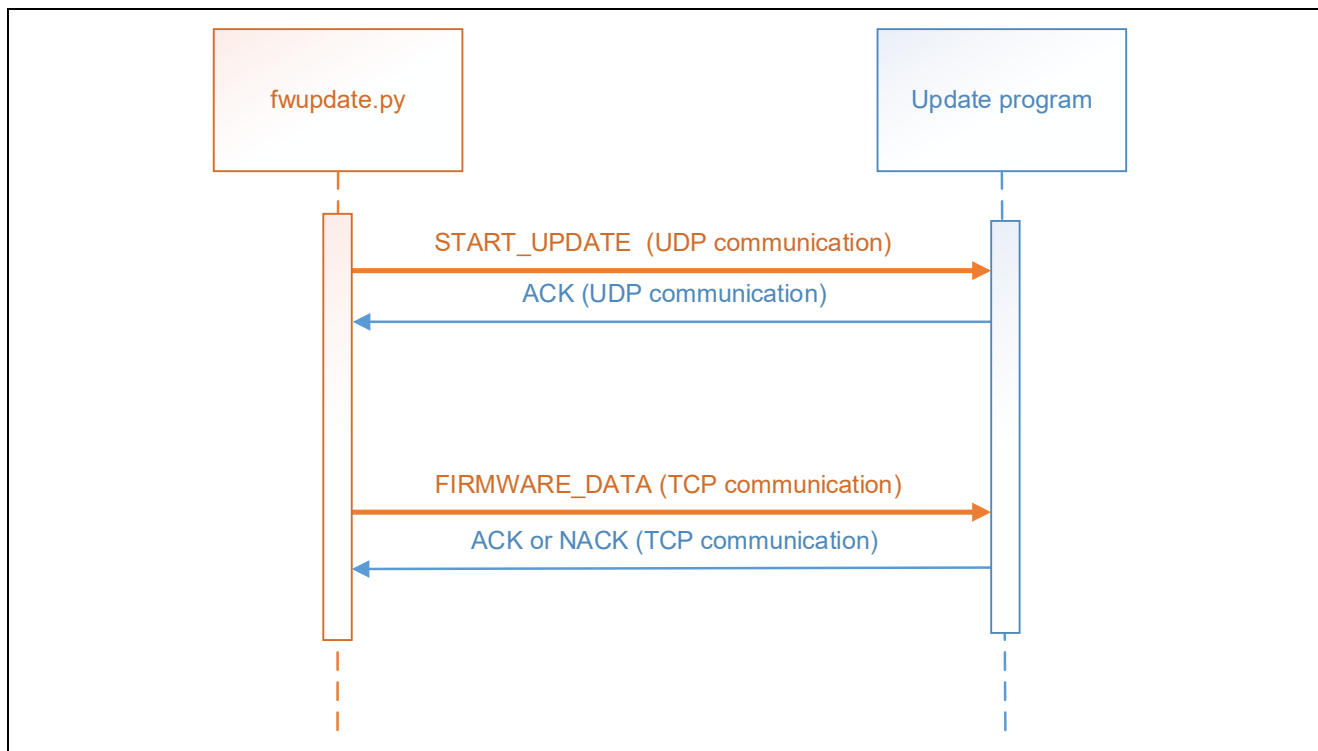 fwupdate.py
Update program
START_UPDATE  (UDP communication)
ACK (UDP communication)
FIRMWARE_DATA (TCP communication)
ACK or NACK (TCP communication)